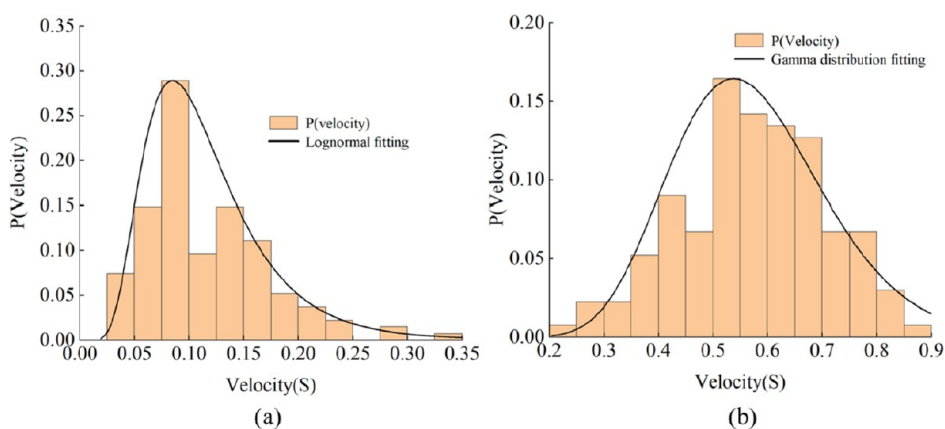 0.35
0.30
0.25
0.20
0.15
0.10
0.05
0.00
P(Velocity)
P(velocity)
Lognormal fitting
0.00 0.05 0.10 0.15 0.20 0.25 0.30 0.35
Velocity(S)
(a)
0.20
0.15
0.10
0.05
0.00
P(Velocity)
P(Velocity)
Gamma distribution fitting
0.2 0.3 0.4 0.5 0.6 0.7 0.8 0.9
Velocity(S)
(b)